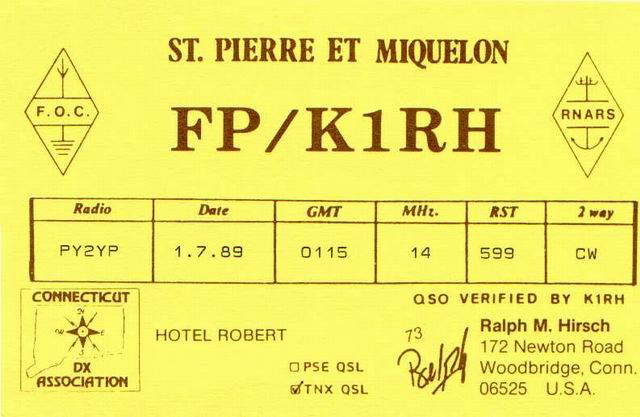 ST. PIERRE ET MIQUELON
F.O.C.
FP/K1RH
RNARS
Radio Date GMT MHz. RST 2 way
PY2YP 1.7.89 0115 14 599 CW
CONNECTICUT
N
W E
S
DX
ASSOCIATION
HOTEL ROBERT
PSE QSL
TNX QSL
QSO VERIFIED BY K1RH
73
Ralph M. Hirsch
172 Newton Road
Woodbridge, Conn.
06525 U.S.A.